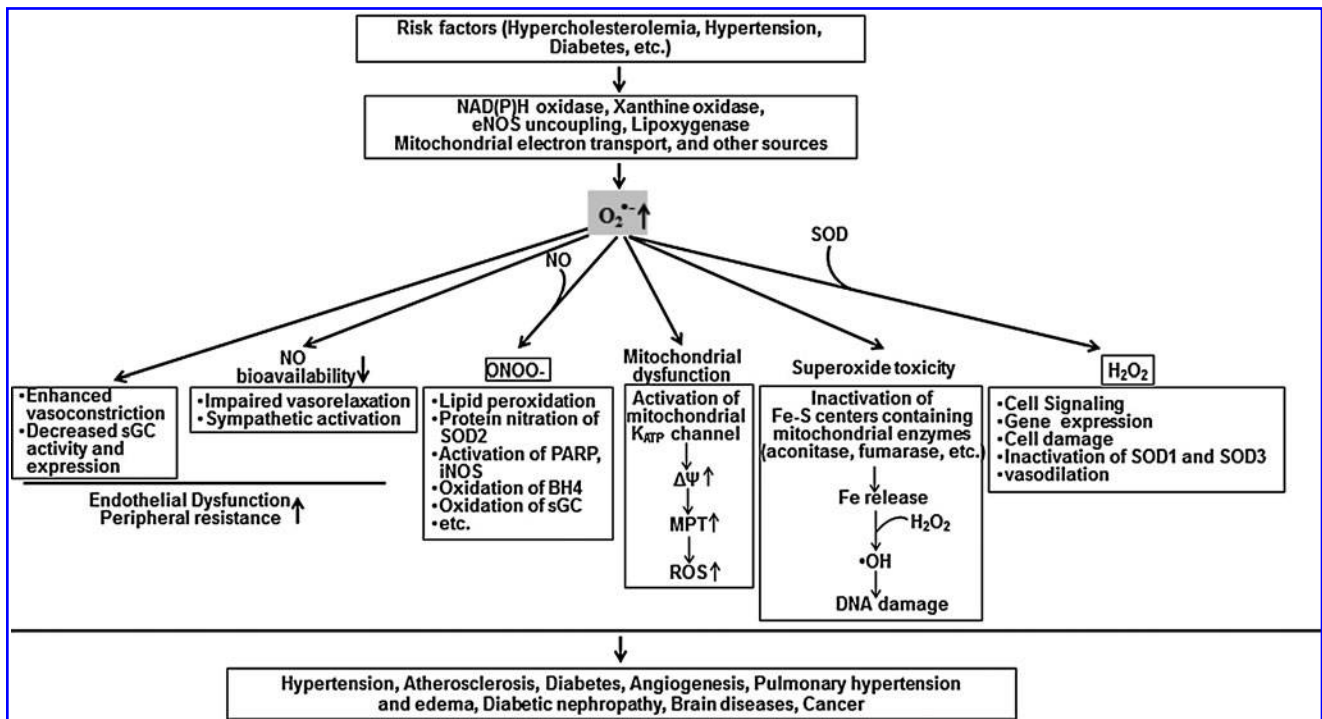 Risk factors (Hypercholesterolemia, Hypertension,
Diabetes, etc.)
NAD(P)H oxidase, Xanthine oxidase,
eNOS uncoupling, Lipoxygenase
Mitochondrial electron transport, and other sources
O₂•-↑
NO
SOD
NO
bioavailability↓
•Enhanced
vasoconstriction
•Decreased sGC
activity and
expression
•Impaired vasorelaxation
•Sympathetic activation
Endothelial Dysfunction
Peripheral resistance ↑
ONOO-
•Lipid peroxidation
•Protein nitration of
SOD2
•Activation of PARP,
iNOS
•Oxidation of BH4
•Oxidation of sGC
•etc.
Mitochondrial
dysfunction
Activation of
mitochondrial
K_ATP channel
ΔΨ↑
MPT↑
ROS↑
Superoxide toxicity
Inactivation of
Fe-S centers containing
mitochondrial enzymes
(aconitase, fumarase, etc.)
Fe release
H₂O₂
•OH
DNA damage
H₂O₂
•Cell Signaling
•Gene expression
•Cell damage
•Inactivation of SOD1 and SOD3
•vasodilation
Hypertension, Atherosclerosis, Diabetes, Angiogenesis, Pulmonary hypertension
and edema, Diabetic nephropathy, Brain diseases, Cancer